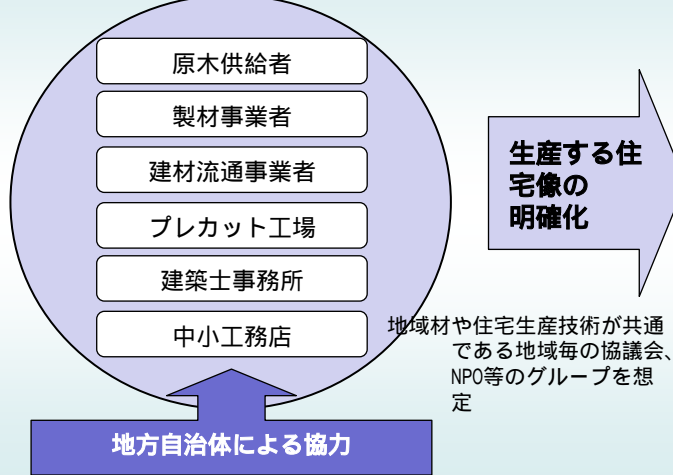 原木供給者
製材事業者
建材流通事業者
プレカット工場
建築士事務所
中小工務店
地方自治体による協力
生産する住
宅像の
明確化
地域材や住宅生産技術が共通
である地域毎の協議会、
NPO等のグループを想
定